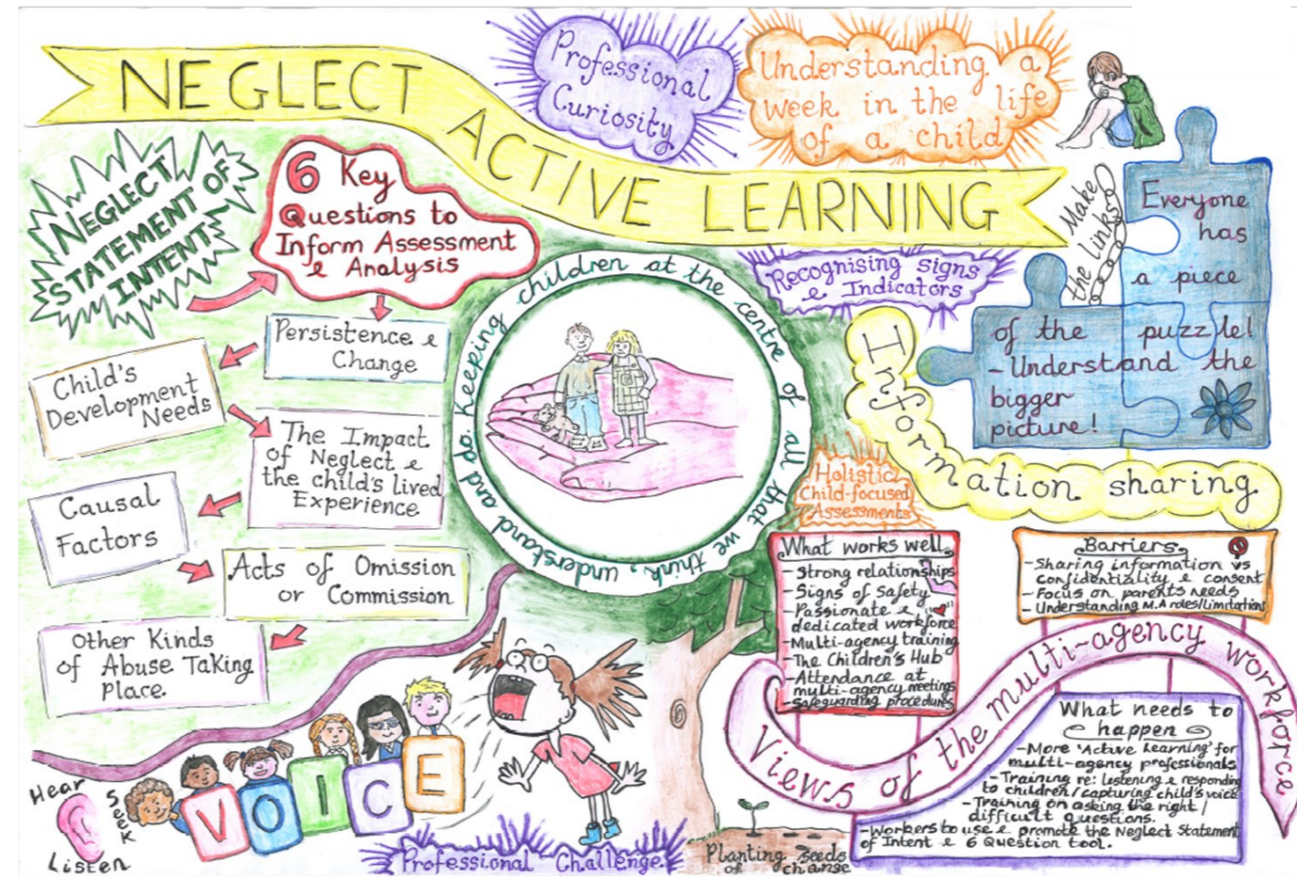 NEGLECT ACTIVE LEARNING
Professional
Curiosity
Understanding a
week in the life
of a child
NEGLECT
STATEMENT OF
INTENT
6 Key
Questions to
Inform Assessment
& Analysis
Persistence &
Change
Child's
Development
Needs
The Impact
of Neglect &
the child's lived
Experience
Causal
Factors
Acts of Omission
or Commission
Other Kinds
of Abuse Taking
Place.
Keeping children at the centre of all that we think, understand and do.
Recognising Signs
& Indicators
Make
the links
Everyone
has
a piece
of the puzzle!
- Understand the
bigger
picture!
Information sharing
Holistic
Child-focused
Assessments
What works well
- Strong relationships
- Signs of Safety
- Passionate &
dedicated workforce
- Multi-agency training
- The Children's Hub
- Attendance at
multi-agency meetings
- Safeguarding procedures
Barriers
- Sharing information vs
confidentiality & consent
- Focus on parents needs
- Understanding M.A roles/limitations
Views of the multi-agency workforce
What needs to
happen
- More 'Active Learning' for
multi-agency professionals
- Training re: listening & responding
to children/capturing child's voice
- Training on asking the right /
difficult questions.
- Workers to use & promote the Neglect Statement
of Intent & 6 Question tool.
Hear
Seek
Listen
VOICE
Professional Challenge.
Planting seeds
of change